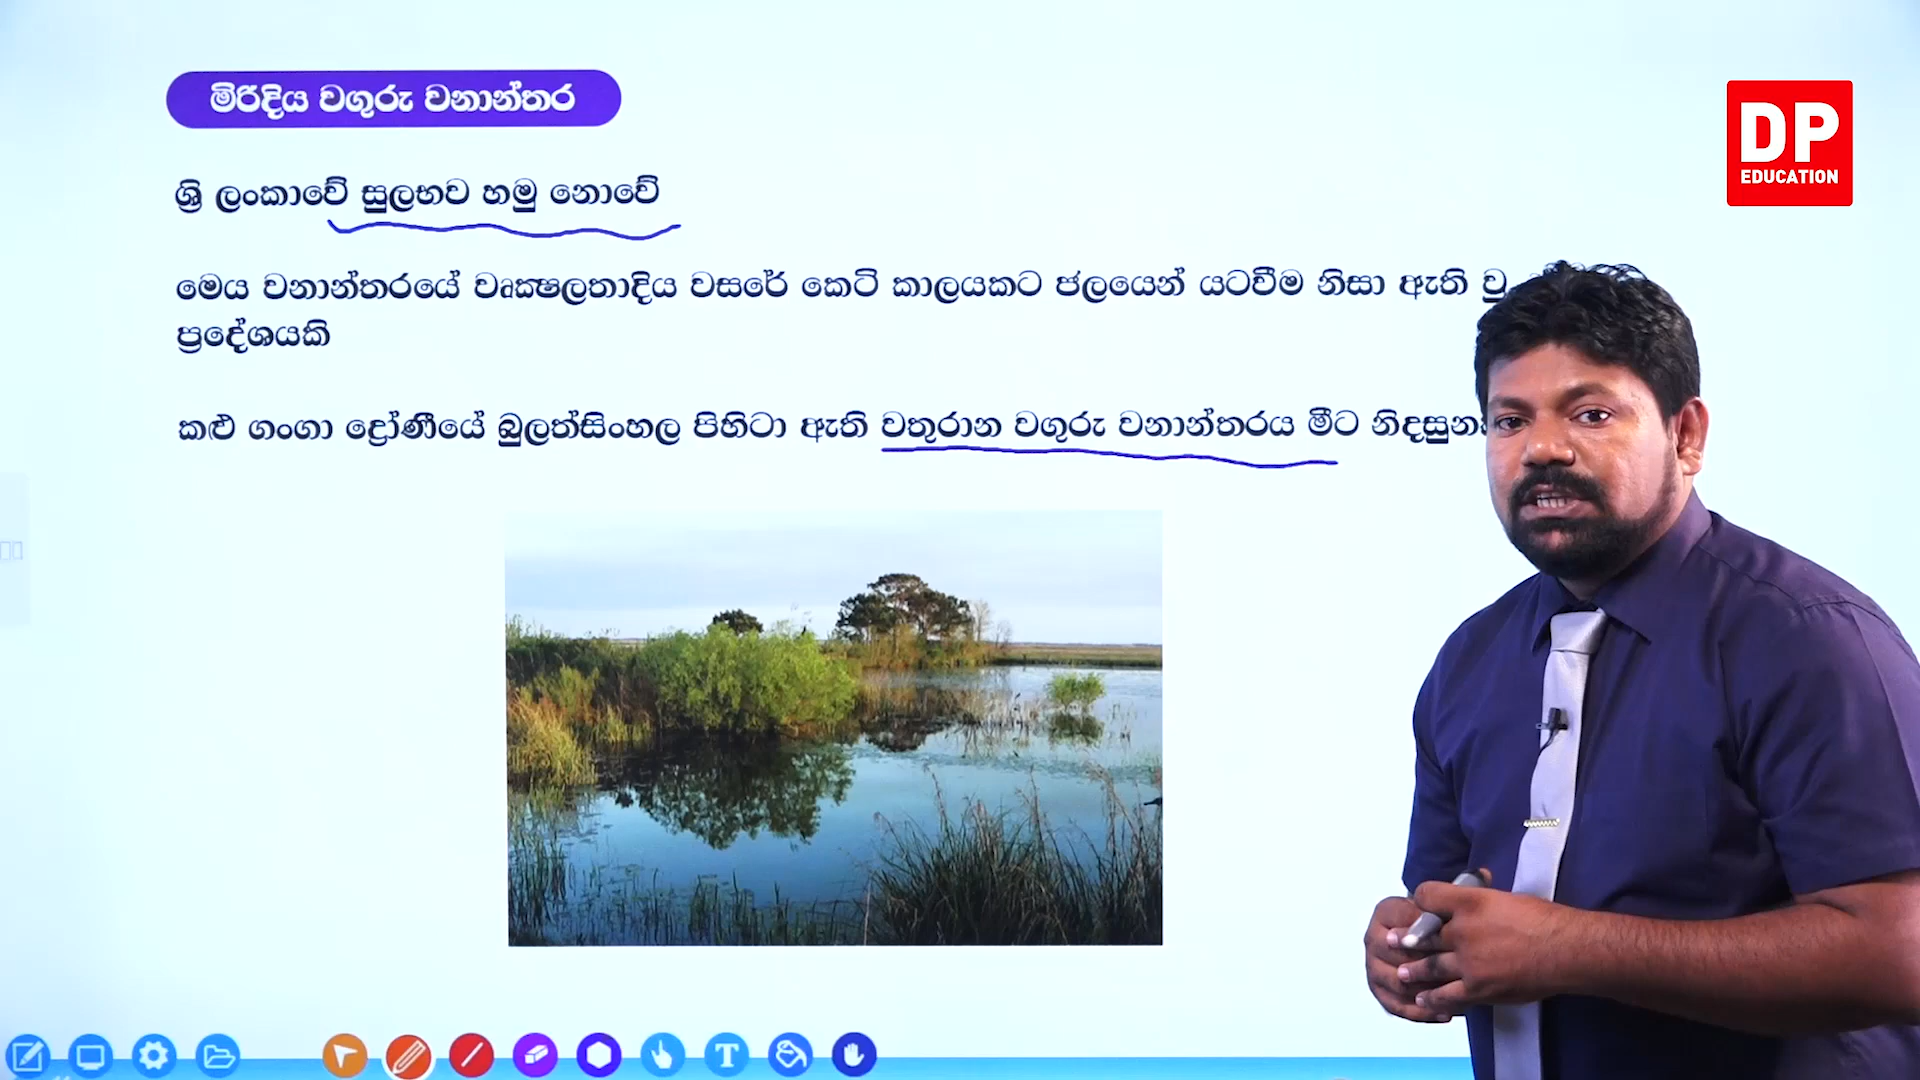 මිරිදිය වගුරු වනාන්තර
ශ්‍රී ලංකාවේ සුලභව හමු නොවේ
මෙය වනාන්තරයේ වෘක්ෂලතාදිය වසරේ කෙටි කාලයකට ජලයෙන් යටවීම නිසා ඇති වූ
ප්‍රදේශයකි
කළු ගංගා ද්‍රෝණියේ බුලත්සිංහල පිහිටා ඇති වතුරාන වගුරු වනාන්තරය මීට
DP
EDUCATION
T